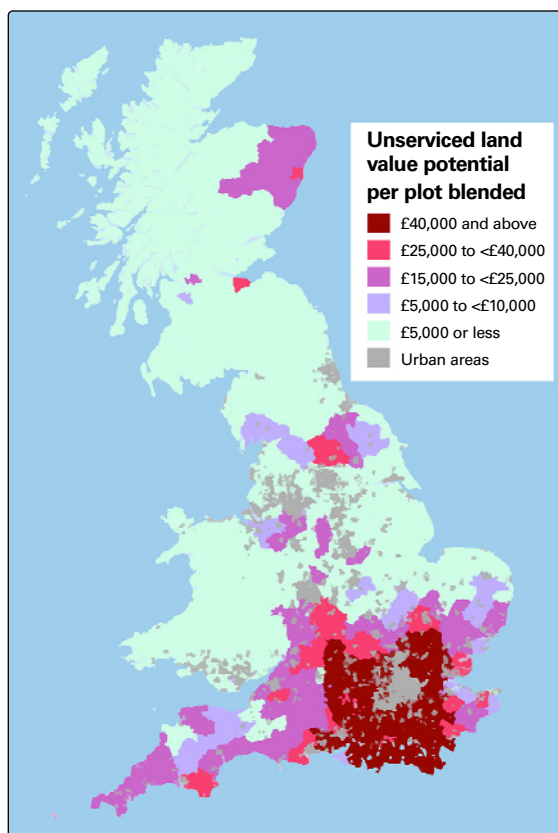 Unserviced land
value potential
per plot blended
£40,000 and above
£25,000 to <£40,000
£15,000 to <£25,000
£5,000 to <£10,000
£5,000 or less
Urban areas